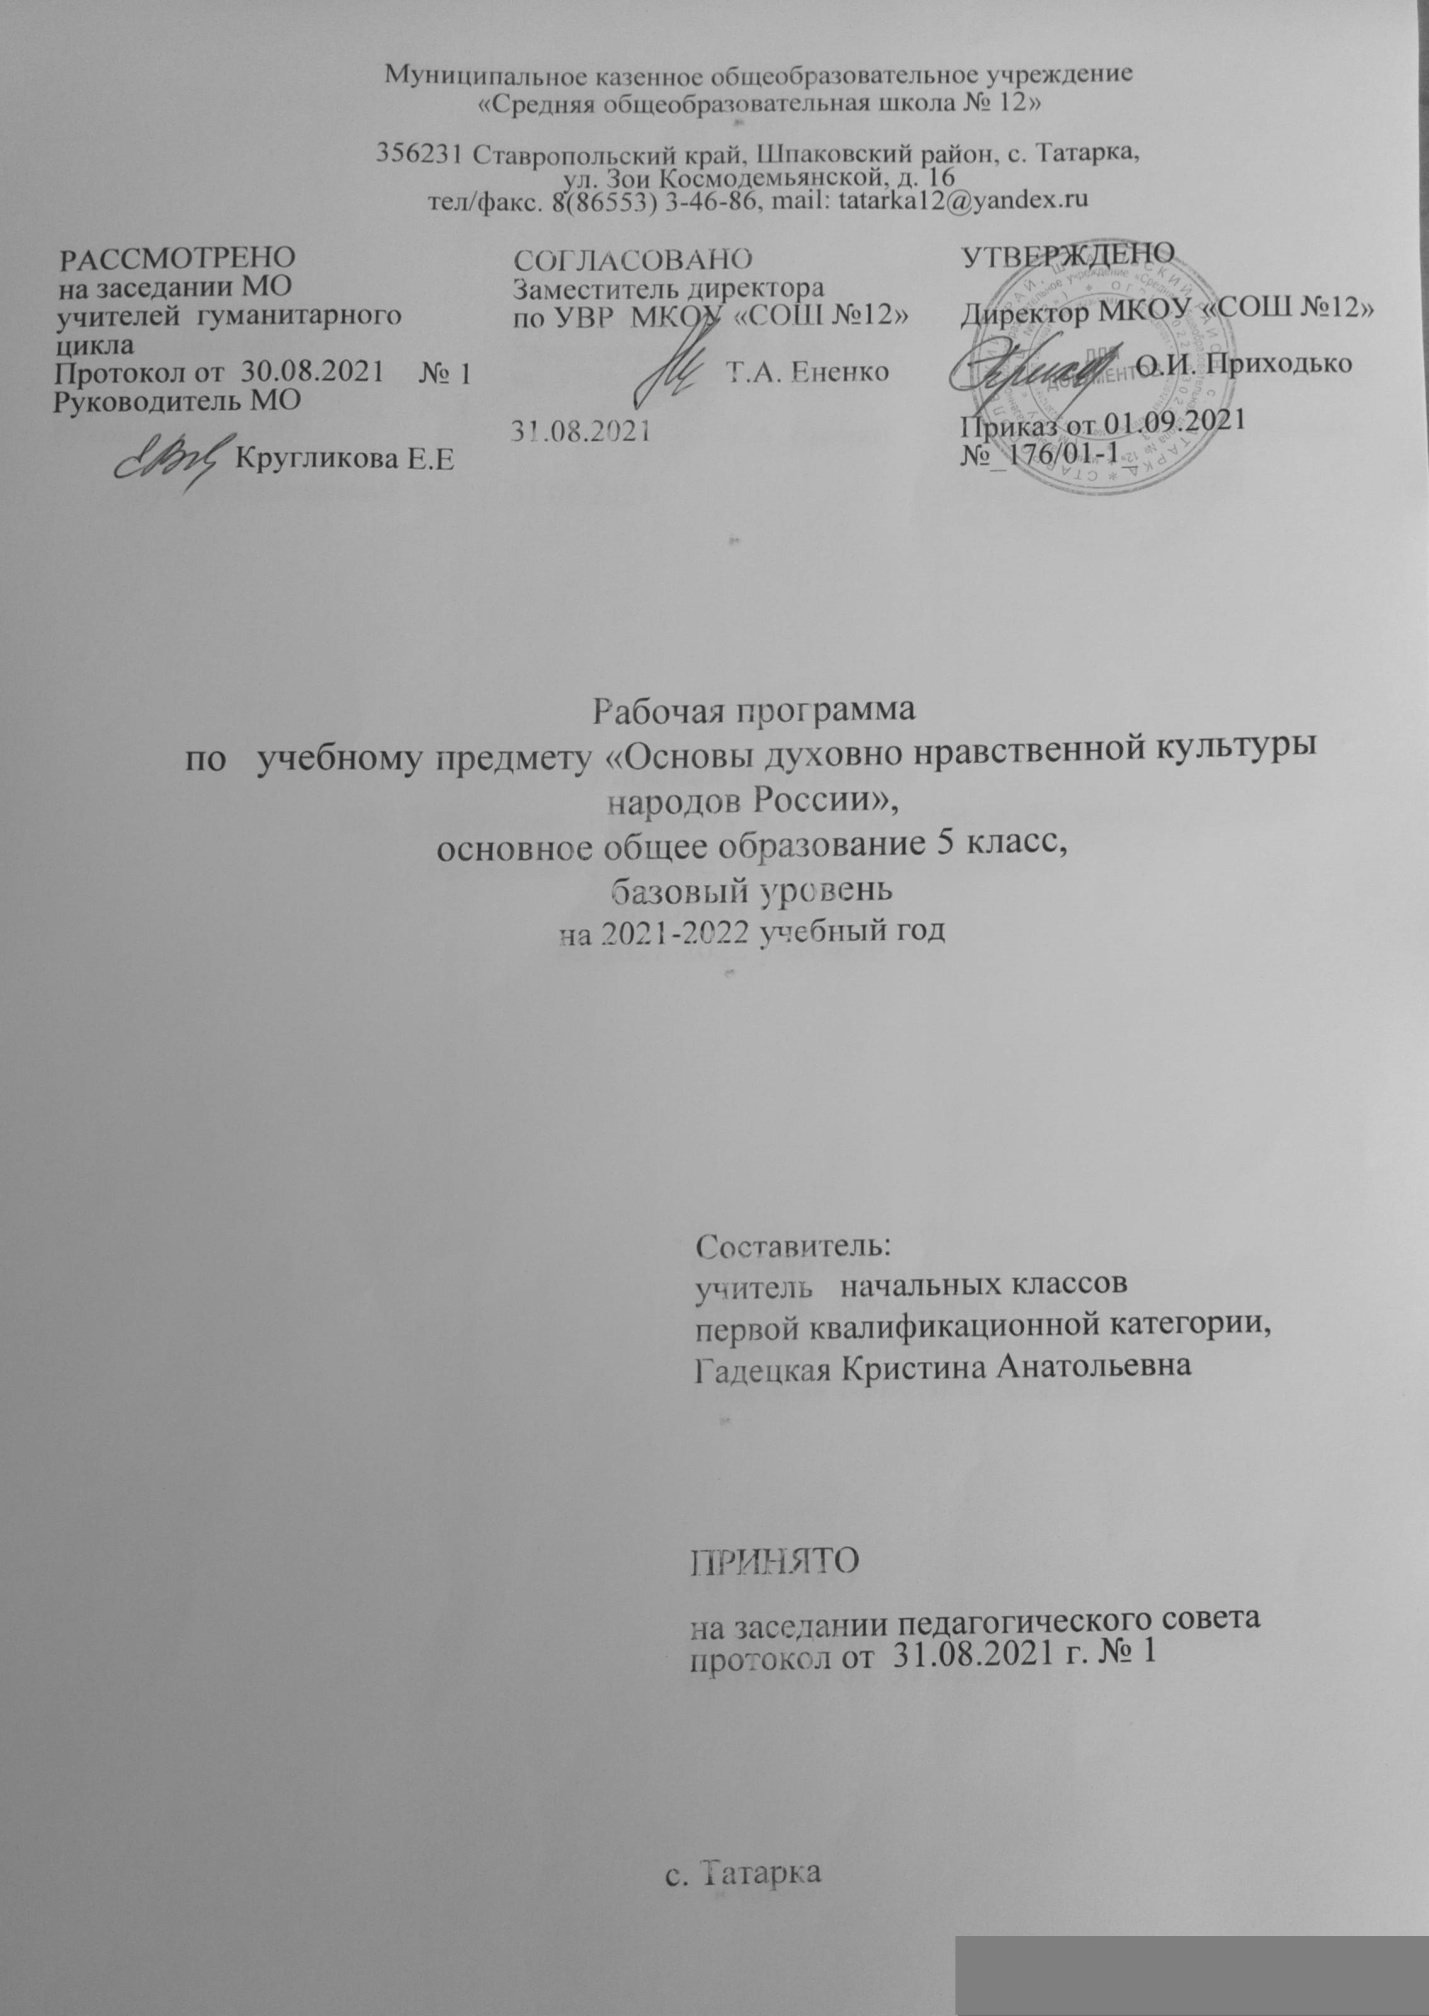 Муниципальное казенное общеобразовательное учреждение
«Средняя общеобразовательная школа № 12»
356231 Ставропольский край, Шпаковский район, с. Татарка,
ул. Зои Космодемьянской, д. 16
тел/факс. 8(86553) 3-46-86, mail: tatarka12@yandex.ru
РАССМОТРЕНО
на заседании МО
учителей гуманитарного
цикла
Протокол от 30.08.2021 № 1
Руководитель МО
Кругликова Е.Е
СОГЛАСОВАНО
Заместитель директора
по УВР МКОУ «СОШ №12»
Т.А. Ененко
31.08.2021
УТВЕРЖДЕНО
Директор МКОУ «СОШ №12»
О.И. Приходько
Приказ от 01.09.2021
№_176/01-1_
ДЛЯ
ДОКУМЕНТОВ
Рабочая программа
по учебному предмету «Основы духовно нравственной культуры
народов России»,
основное общее образование 5 класс,
базовый уровень
на 2021-2022 учебный год
Составитель:
учитель начальных классов
первой квалификационной категории,
Гадецкая Кристина Анатольевна
ПРИНЯТО
на заседании педагогического совета
протокол от 31.08.2021 г. № 1
с. Татарка